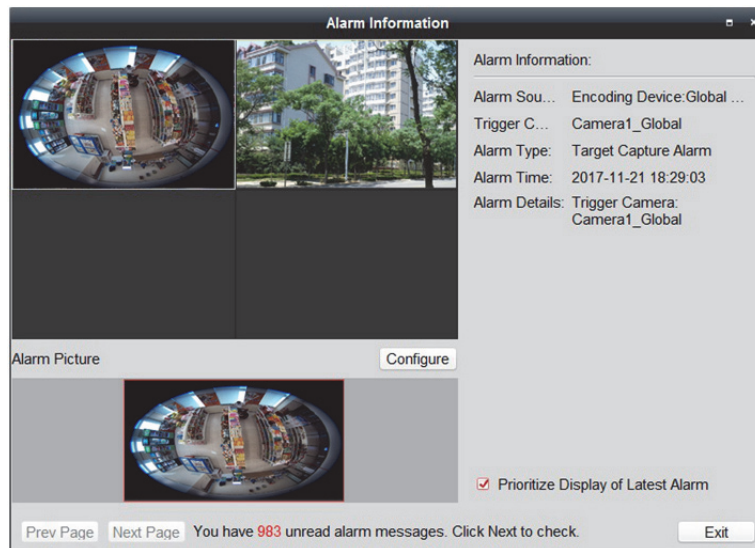 Alarm Information
Alarm Information:
Alarm Sou... Encoding Device:Global ...
Trigger C... Camera1_Global
Alarm Type: Target Capture Alarm
Alarm Time: 2017-11-21 18:29:03
Alarm Details: Trigger Camera:
Camera1_Global
Alarm Picture
Configure
Prioritize Display of Latest Alarm
Prev Page Next Page You have 983 unread alarm messages. Click Next to check. Exit